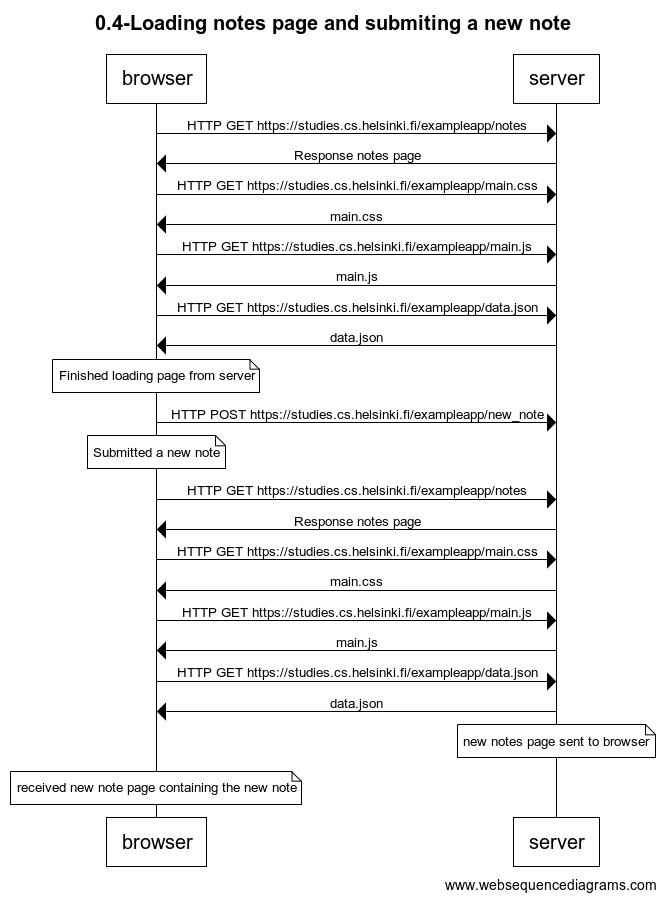 0.4-Loading notes page and submiting a new note
browser
server
HTTP GET https://studies.cs.helsinki.fi/exampleapp/notes
Response notes page
HTTP GET https://studies.cs.helsinki.fi/exampleapp/main.css
main.css
HTTP GET https://studies.cs.helsinki.fi/exampleapp/main.js
main.js
HTTP GET https://studies.cs.helsinki.fi/exampleapp/data.json
data.json
Finished loading page from server
HTTP POST https://studies.cs.helsinki.fi/exampleapp/new_note
Submitted a new note
HTTP GET https://studies.cs.helsinki.fi/exampleapp/notes
Response notes page
HTTP GET https://studies.cs.helsinki.fi/exampleapp/main.css
main.css
HTTP GET https://studies.cs.helsinki.fi/exampleapp/main.js
main.js
HTTP GET https://studies.cs.helsinki.fi/exampleapp/data.json
data.json
new notes page sent to browser
received new note page containing the new note
browser
server
www.websequencediagrams.com